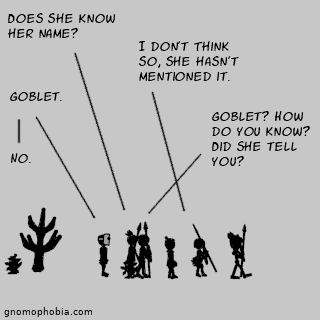 DOES SHE KNOW
HER NAME?
I DON'T THINK
SO, SHE HASN'T
MENTIONED IT.
GOBLET.
GOBLET? HOW
DO YOU KNOW?
DID SHE TELL
YOU?
NO.
gnomophobia.com